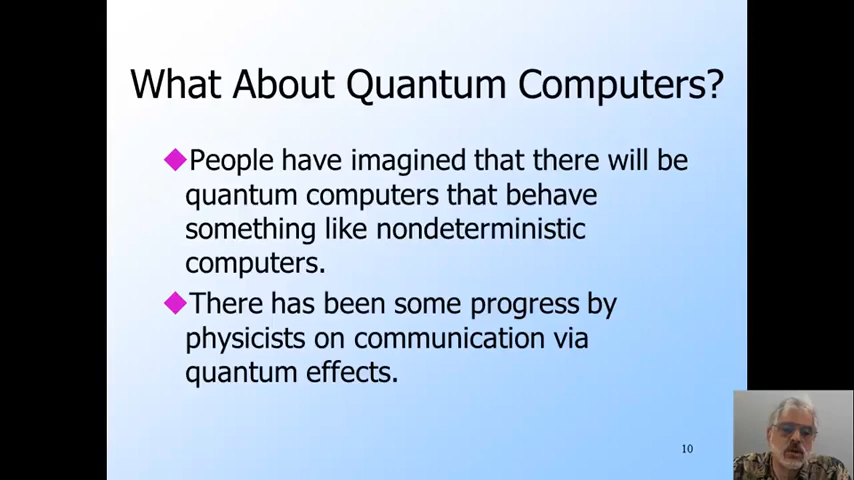 What About Quantum Computers?
People have imagined that there will be
quantum computers that behave
something like nondeterministic
computers.
There has been some progress by
physicists on communication via
quantum effects.
10